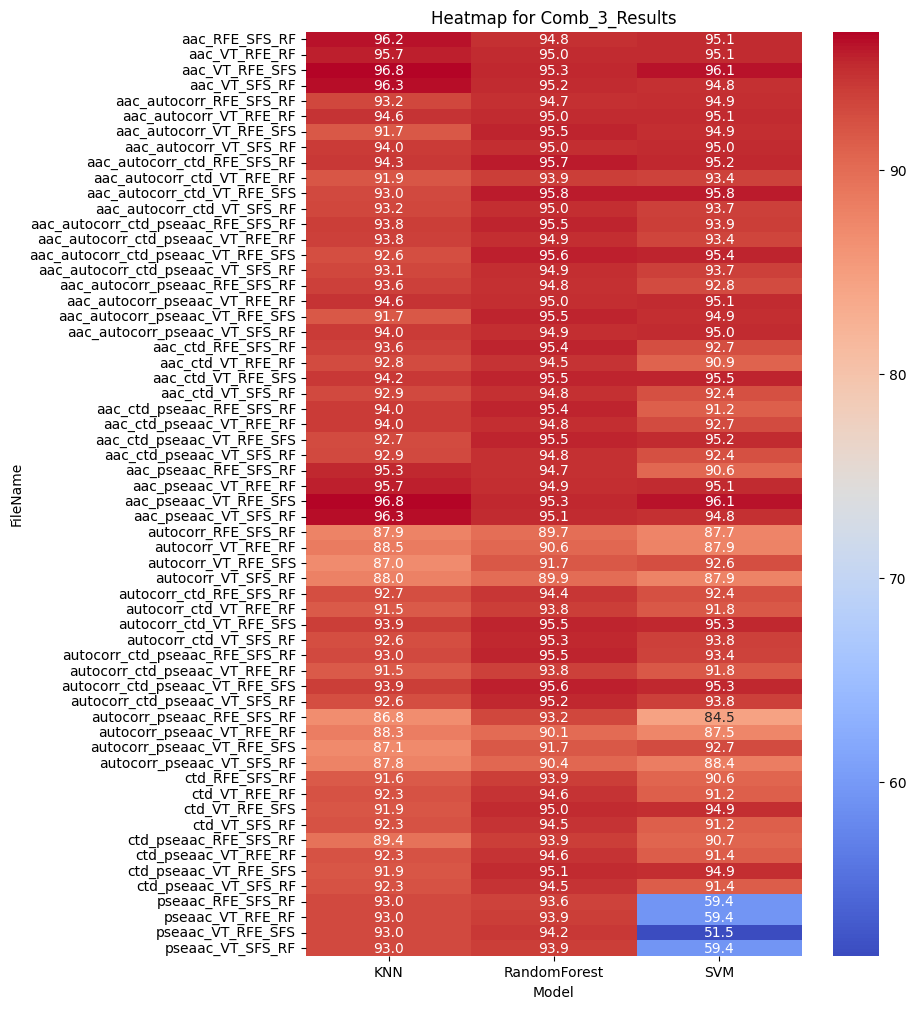 Heatmap for Comb_3_Results
aac_RFE_SFS_RF 96.2 94.8 95.1
aac_VT_RFE_RF 95.7 95.0 95.1
aac_VT_RFE_SFS 96.8 95.3 96.1
aac_VT_SFS_RF 96.3 95.2 94.8
aac_autocorr_RFE_SFS_RF 93.2 94.7 94.9
aac_autocorr_VT_RFE_RF 94.6 95.0 95.1
aac_autocorr_VT_RFE_SFS 91.7 95.5 94.9
aac_autocorr_VT_SFS_RF 94.0 95.0 95.0
aac_autocorr_ctd_RFE_SFS_RF 94.3 95.7 95.2
aac_autocorr_ctd_VT_RFE_RF 91.9 93.9 93.4
aac_autocorr_ctd_VT_RFE_SFS 93.0 95.8 95.8
aac_autocorr_ctd_VT_SFS_RF 93.2 95.0 93.7
aac_autocorr_ctd_pseaac_RFE_SFS_RF 93.8 95.5 93.9
aac_autocorr_ctd_pseaac_VT_RFE_RF 93.8 94.9 93.4
aac_autocorr_ctd_pseaac_VT_RFE_SFS 92.6 95.6 95.4
aac_autocorr_ctd_pseaac_VT_SFS_RF 93.1 94.9 93.7
aac_autocorr_pseaac_RFE_SFS_RF 93.6 94.8 92.8
aac_autocorr_pseaac_VT_RFE_RF 94.6 95.0 95.1
aac_autocorr_pseaac_VT_RFE_SFS 91.7 95.5 94.9
aac_autocorr_pseaac_VT_SFS_RF 94.0 94.9 95.0
aac_ctd_RFE_SFS_RF 93.6 95.4 92.7
aac_ctd_VT_RFE_RF 92.8 94.5 90.9
aac_ctd_VT_RFE_SFS 94.2 95.5 95.5
aac_ctd_VT_SFS_RF 92.9 94.8 92.4
aac_ctd_pseaac_RFE_SFS_RF 94.0 95.4 91.2
aac_ctd_pseaac_VT_RFE_RF 94.0 94.8 92.7
aac_ctd_pseaac_VT_RFE_SFS 92.7 95.5 95.2
aac_ctd_pseaac_VT_SFS_RF 92.9 94.8 92.4
aac_pseaac_RFE_SFS_RF 95.3 94.7 90.6
aac_pseaac_VT_RFE_RF 95.7 94.9 95.1
aac_pseaac_VT_RFE_SFS 96.8 95.3 96.1
aac_pseaac_VT_SFS_RF 96.3 95.1 94.8
autocorr_RFE_SFS_RF 87.9 89.7 87.7
autocorr_VT_RFE_RF 88.5 90.6 87.9
autocorr_VT_RFE_SFS 87.0 91.7 92.6
autocorr_VT_SFS_RF 88.0 89.9 87.9
autocorr_ctd_RFE_SFS_RF 92.7 94.4 92.4
autocorr_ctd_VT_RFE_RF 91.5 93.8 91.8
autocorr_ctd_VT_RFE_SFS 93.9 95.5 95.3
autocorr_ctd_VT_SFS_RF 92.6 95.3 93.8
autocorr_ctd_pseaac_RFE_SFS_RF 93.0 95.5 93.4
autocorr_ctd_pseaac_VT_RFE_RF 91.5 93.8 91.8
autocorr_ctd_pseaac_VT_RFE_SFS 93.9 95.6 95.3
autocorr_ctd_pseaac_VT_SFS_RF 92.6 95.2 93.8
autocorr_pseaac_RFE_SFS_RF 86.8 93.2 84.5
autocorr_pseaac_VT_RFE_RF 88.3 90.1 87.5
autocorr_pseaac_VT_RFE_SFS 87.1 91.7 92.7
autocorr_pseaac_VT_SFS_RF 87.8 90.4 88.4
ctd_RFE_SFS_RF 91.6 93.9 90.6
ctd_VT_RFE_RF 92.3 94.6 91.2
ctd_VT_RFE_SFS 91.9 95.0 94.9
ctd_VT_SFS_RF 92.3 94.5 91.2
ctd_pseaac_RFE_SFS_RF 89.4 93.9 90.7
ctd_pseaac_VT_RFE_RF 92.3 94.6 91.4
ctd_pseaac_VT_RFE_SFS 91.9 95.1 94.9
ctd_pseaac_VT_SFS_RF 92.3 94.5 91.4
pseaac_RFE_SFS_RF 93.0 93.6 59.4
pseaac_VT_RFE_RF 93.0 93.9 59.4
pseaac_VT_RFE_SFS 93.0 94.2 51.5
pseaac_VT_SFS_RF 93.0 93.9 59.4
KNN RandomForest SVM
Model
FileName
90
80
70
60